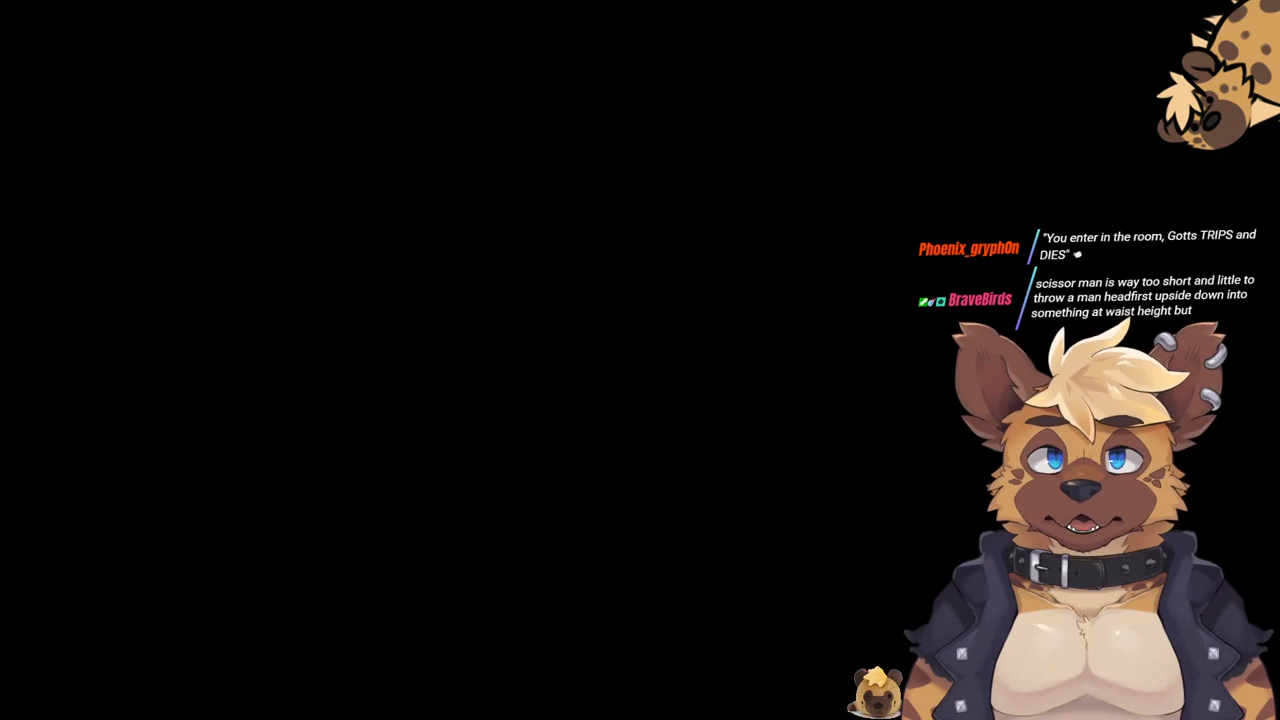 Phoenix_gryph0n "You enter in the room, Gotts TRIPS and
DIES"
BraveBirds scissor man is way too short and little to
throw a man headfirst upside down into
something at waist height but